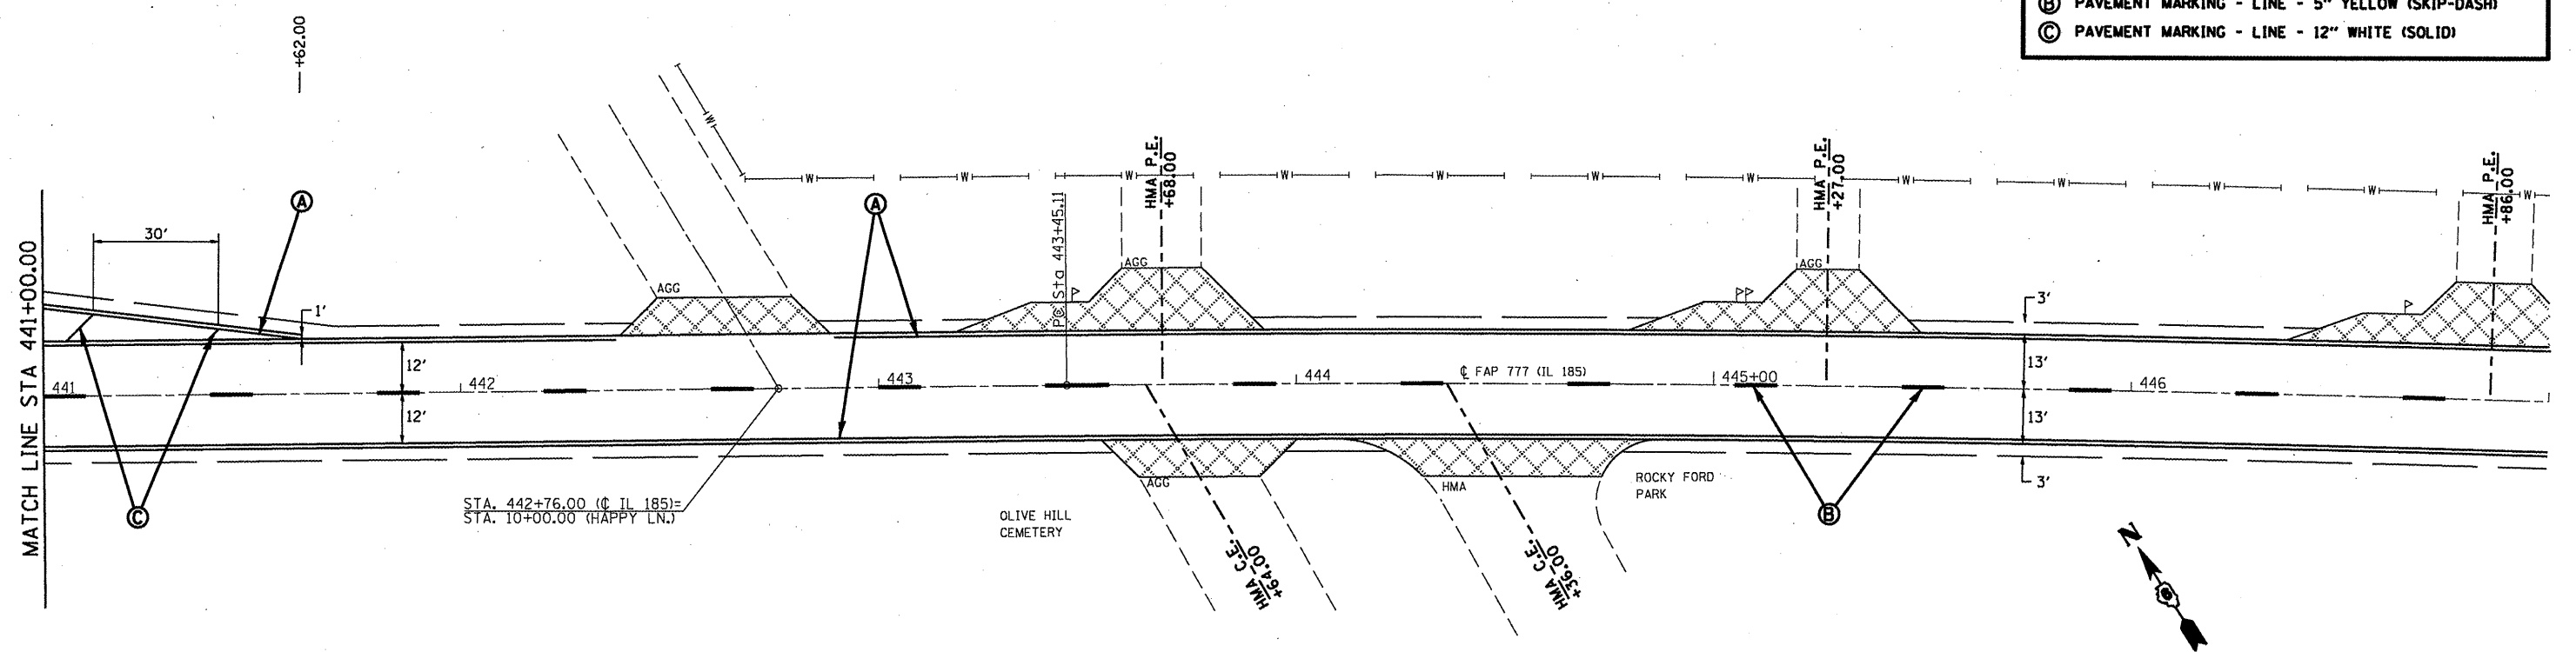 Ⓑ PAVEMENT MARKING - LINE - 5" YELLOW (SKIP-DASH)
Ⓒ PAVEMENT MARKING - LINE - 12" WHITE (SOLID)
+62.00
W
W
W
W
W
W
W
W
W
W
W
W
W
HMA P.E.
+68.00
HMA P.E.
+27.00
HMA P.E.
+86.00
A
A
30'
1'
AGG
Sta 443+45.11
AGG
AGG
3'
MATCH LINE STA 441+00.00
12'
12'
13'
13'
441
442
443
444
℄ FAP 777 (IL 185)
445+00
446
3'
C
STA. 442+76.00 (℄ IL 185)=
STA. 10+00.00 (HAPPY LN.)
OLIVE HILL
CEMETERY
AGG
HMA
ROCKY FORD
PARK
B
HMA C.E.
+64.00
HMA C.E.
+36.00
N